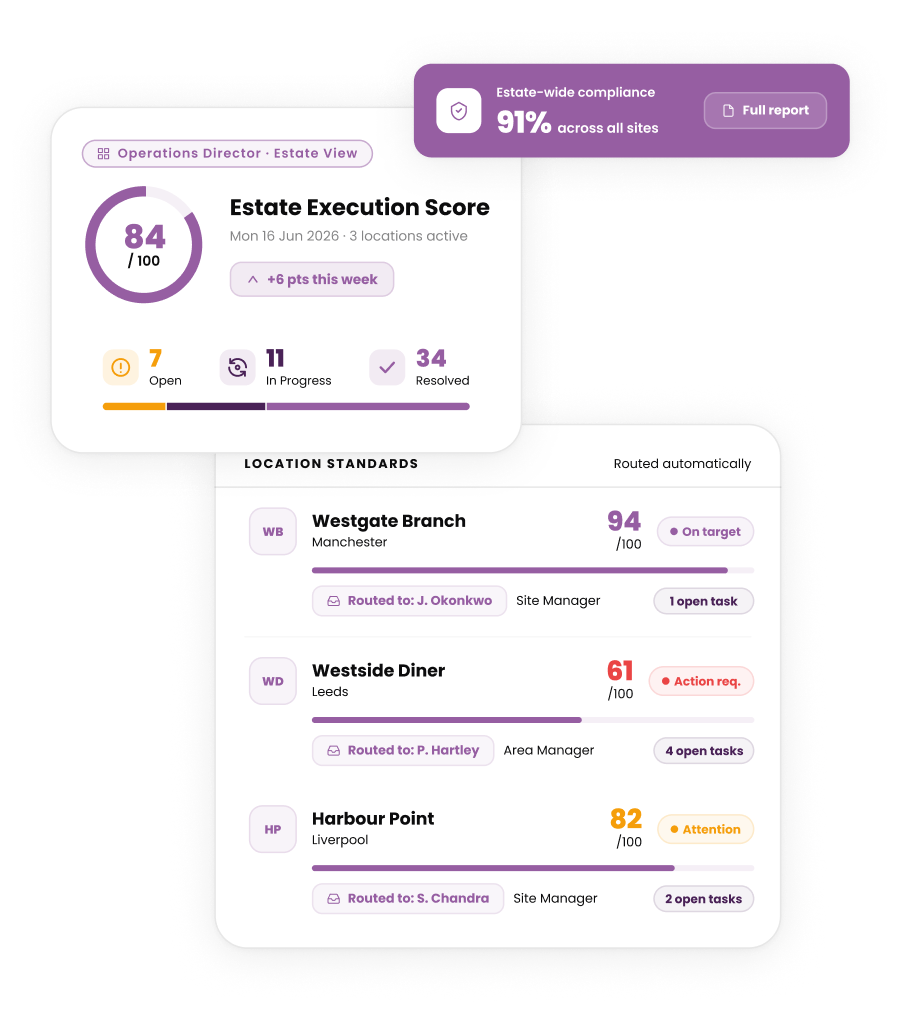 Estate-wide compliance
91% across all sites
Full report
Operations Director · Estate View
84
/ 100
Estate Execution Score
Mon 16 Jun 2026 · 3 locations active
+6 pts this week
7
Open
11
In Progress
34
Resolved
LOCATION STANDARDS
Routed automatically
WB
Westgate Branch
Manchester
94
/100
On target
Routed to: J. Okonkwo
Site Manager
1 open task
WD
Westside Diner
Leeds
61
/100
Action req.
Routed to: P. Hartley
Area Manager
4 open tasks
HP
Harbour Point
Liverpool
82
/100
Attention
Routed to: S. Chandra
Site Manager
2 open tasks